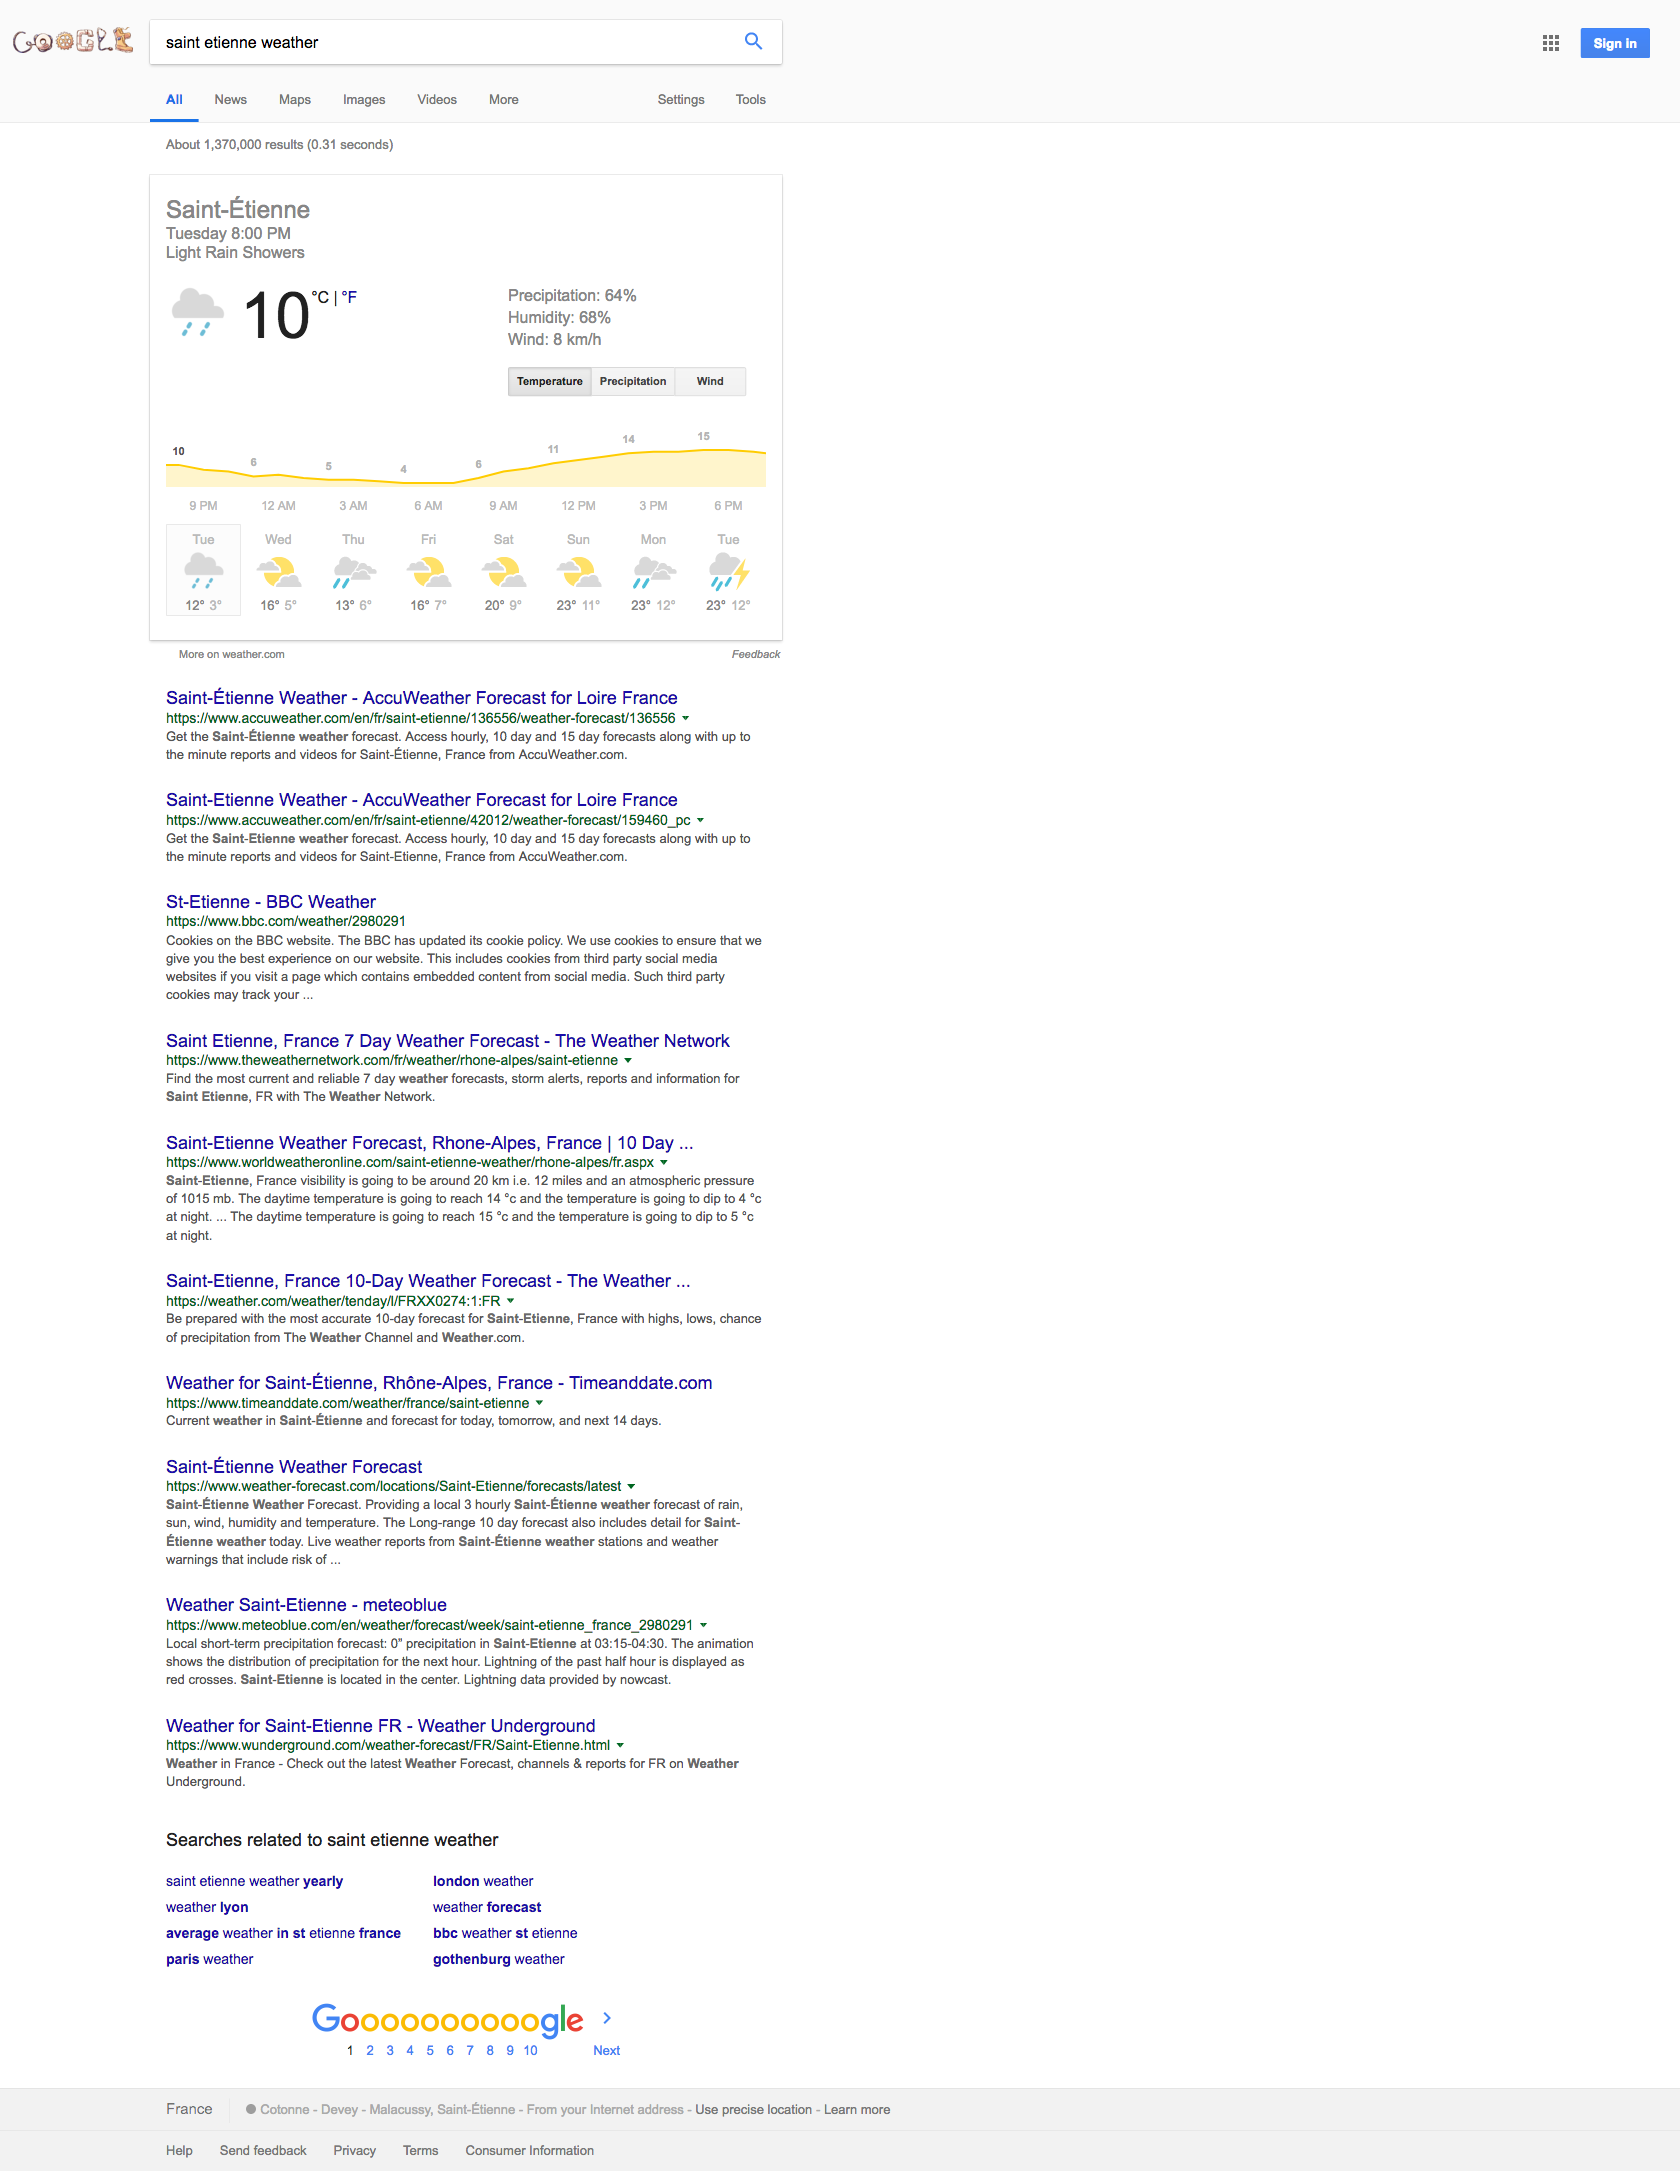 GOOGLE
saint etienne weather
Sign in
All News Maps Images Videos More Settings Tools
About 1,370,000 results (0.31 seconds)
Saint-Étienne
Tuesday 8:00 PM
Light Rain Showers
10 °C | °F
Precipitation: 64%
Humidity: 68%
Wind: 8 km/h
Temperature Precipitation Wind
10 6 5 4 6 11 14 15
9 PM 12 AM 3 AM 6 AM 9 AM 12 PM 3 PM 6 PM
Tue Wed Thu Fri Sat Sun Mon Tue
12° 3° 16° 5° 13° 6° 16° 7° 20° 9° 23° 11° 23° 12° 23° 12°
More on weather.com Feedback
Saint-Étienne Weather - AccuWeather Forecast for Loire France
https://www.accuweather.com/en/fr/saint-etienne/136556/weather-forecast/136556
Get the Saint-Étienne weather forecast. Access hourly, 10 day and 15 day forecasts along with up to
the minute reports and videos for Saint-Étienne, France from AccuWeather.com.
Saint-Etienne Weather - AccuWeather Forecast for Loire France
https://www.accuweather.com/en/fr/saint-etienne/42012/weather-forecast/159460_pc
Get the Saint-Etienne weather forecast. Access hourly, 10 day and 15 day forecasts along with up to
the minute reports and videos for Saint-Etienne, France from AccuWeather.com.
St-Etienne - BBC Weather
https://www.bbc.com/weather/2980291
Cookies on the BBC website. The BBC has updated its cookie policy. We use cookies to ensure that we
give you the best experience on our website. This includes cookies from third party social media
websites if you visit a page which contains embedded content from social media. Such third party
cookies may track your ...
Saint Etienne, France 7 Day Weather Forecast - The Weather Network
https://www.theweathernetwork.com/fr/weather/rhone-alpes/saint-etienne
Find the most current and reliable 7 day weather forecasts, storm alerts, reports and information for
Saint Etienne, FR with The Weather Network.
Saint-Etienne Weather Forecast, Rhone-Alpes, France | 10 Day ...
https://www.worldweatheronline.com/saint-etienne-weather/rhone-alpes/fr.aspx
Saint-Etienne, France visibility is going to be around 20 km i.e. 12 miles and an atmospheric pressure
of 1015 mb. The daytime temperature is going to reach 14 °c and the temperature is going to dip to 4 °c
at night. ... The daytime temperature is going to reach 15 °c and the temperature is going to dip to 5 °c
at night.
Saint-Etienne, France 10-Day Weather Forecast - The Weather ...
https://weather.com/weather/tenday/l/FRXX0274:1:FR
Be prepared with the most accurate 10-day forecast for Saint-Etienne, France with highs, lows, chance
of precipitation from The Weather Channel and Weather.com.
Weather for Saint-Étienne, Rhône-Alpes, France - Timeanddate.com
https://www.timeanddate.com/weather/france/saint-etienne
Current weather in Saint-Étienne and forecast for today, tomorrow, and next 14 days.
Saint-Étienne Weather Forecast
https://www.weather-forecast.com/locations/Saint-Etienne/forecasts/latest
Saint-Étienne Weather Forecast. Providing a local 3 hourly Saint-Étienne weather forecast of rain,
sun, wind, humidity and temperature. The Long-range 10 day forecast also includes detail for Saint-
Étienne weather today. Live weather reports from Saint-Étienne weather stations and weather
warnings that include risk of ...
Weather Saint-Etienne - meteoblue
https://www.meteoblue.com/en/weather/forecast/week/saint-etienne_france_2980291
Local short-term precipitation forecast: 0" precipitation in Saint-Etienne at 03:15-04:30. The animation
shows the distribution of precipitation for the next hour. Lightning of the past half hour is displayed as
red crosses. Saint-Etienne is located in the center. Lightning data provided by nowcast.
Weather for Saint-Etienne FR - Weather Underground
https://www.wunderground.com/weather-forecast/FR/Saint-Etienne.html
Weather in France - Check out the latest Weather Forecast, channels & reports for FR on Weather
Underground.
Searches related to saint etienne weather
saint etienne weather yearly london weather
weather lyon weather forecast
average weather in st etienne france bbc weather st etienne
paris weather gothenburg weather
Goooooooooogle
1 2 3 4 5 6 7 8 9 10 Next
France Cotonne - Devey - Malacussy, Saint-Étienne - From your Internet address - Use precise location - Learn more
Help Send feedback Privacy Terms Consumer Information